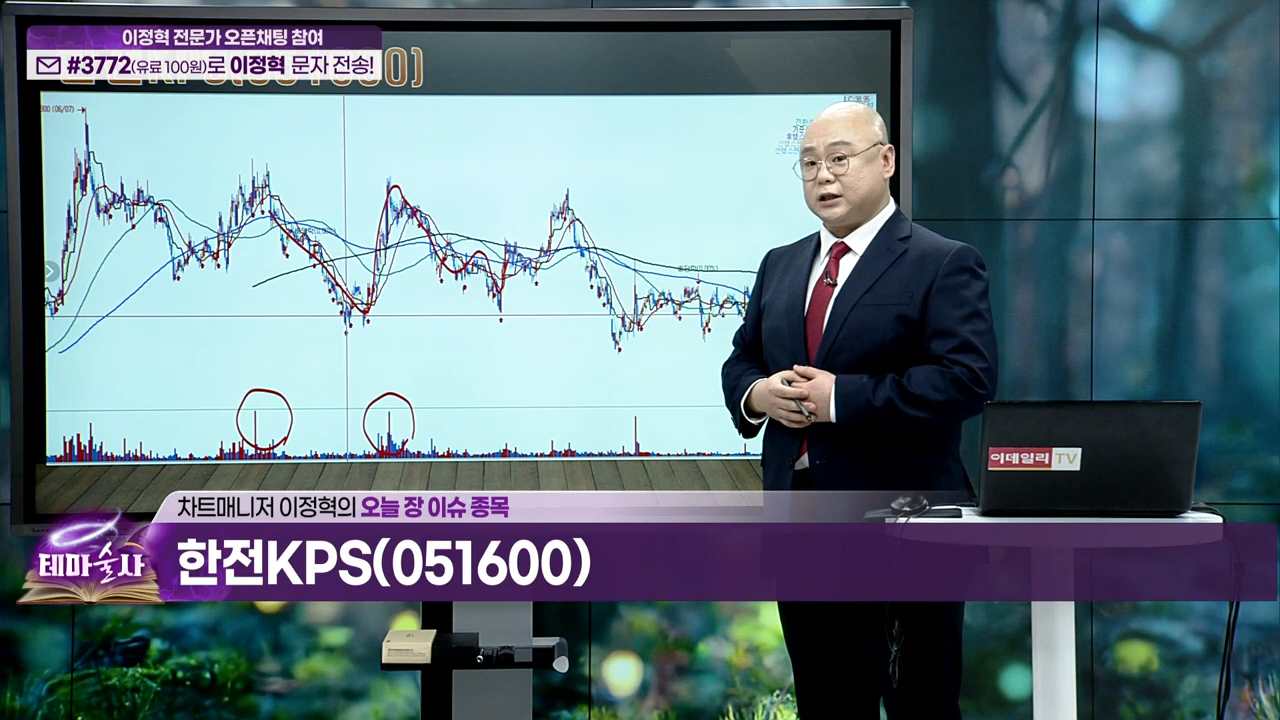 이정혁 전문가 오픈채팅 참여
#3772(유료 100원)로 이정혁 문자 전송!
이데일리TV
차트매니저 이정혁의 오늘 장 이슈 종목
테마술사
한전KPS(051600)